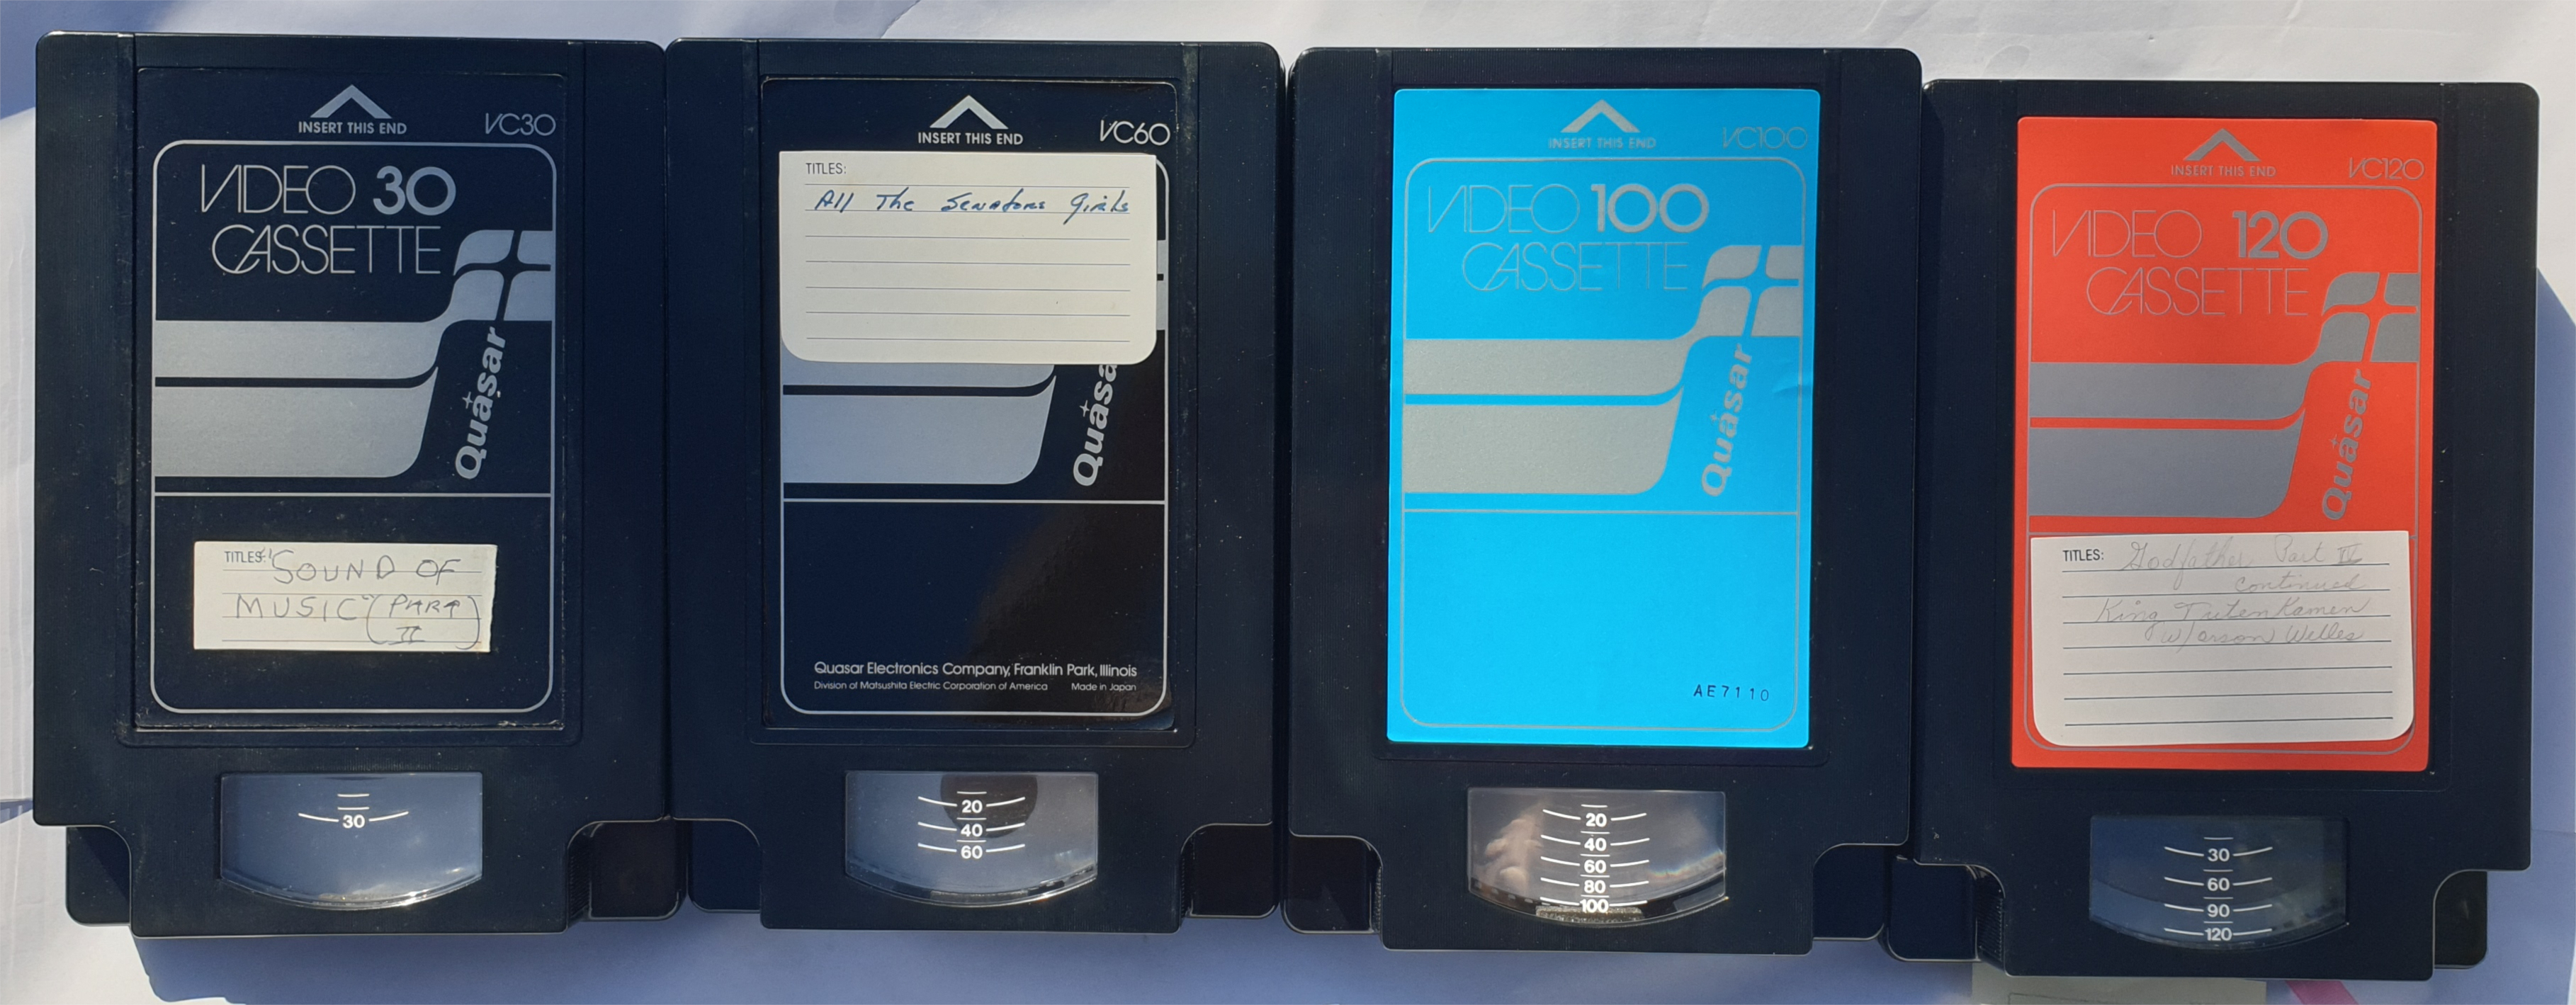 INSERT THIS END
VC30
VIDEO 30
CASSETTE
Quasar
TITLES: "SOUND OF
MUSIC" (PART
II)
30
INSERT THIS END
VC60
TITLES:
All The Senators Girls
Quasa
Quasar Electronics Company, Franklin Park, Illinois
Division of Matsushita Electric Corporation of America Made in Japan
20
40
60
INSERT THIS END
VC100
VIDEO 100
CASSETTE
Quasar
AE7110
20
40
60
80
100
INSERT THIS END
VC120
VIDEO 120
CASSETTE
Quasar
TITLES: Godfather Part II
continued
King Tuten Kamen
w/orson Welles
30
60
90
120